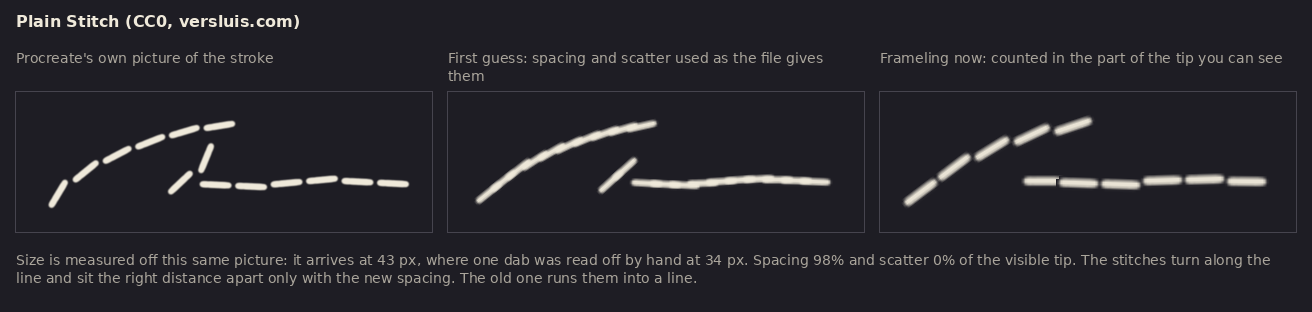 Plain Stitch (CC0, versluis.com)
Procreate's own picture of the stroke
First guess: spacing and scatter used as the file gives
them
Frameling now: counted in the part of the tip you can see
Size is measured off this same picture: it arrives at 43 px, where one dab was read off by hand at 34 px. Spacing 98% and scatter 0% of the visible tip. The stitches turn along the
line and sit the right distance apart only with the new spacing. The old one runs them into a line.